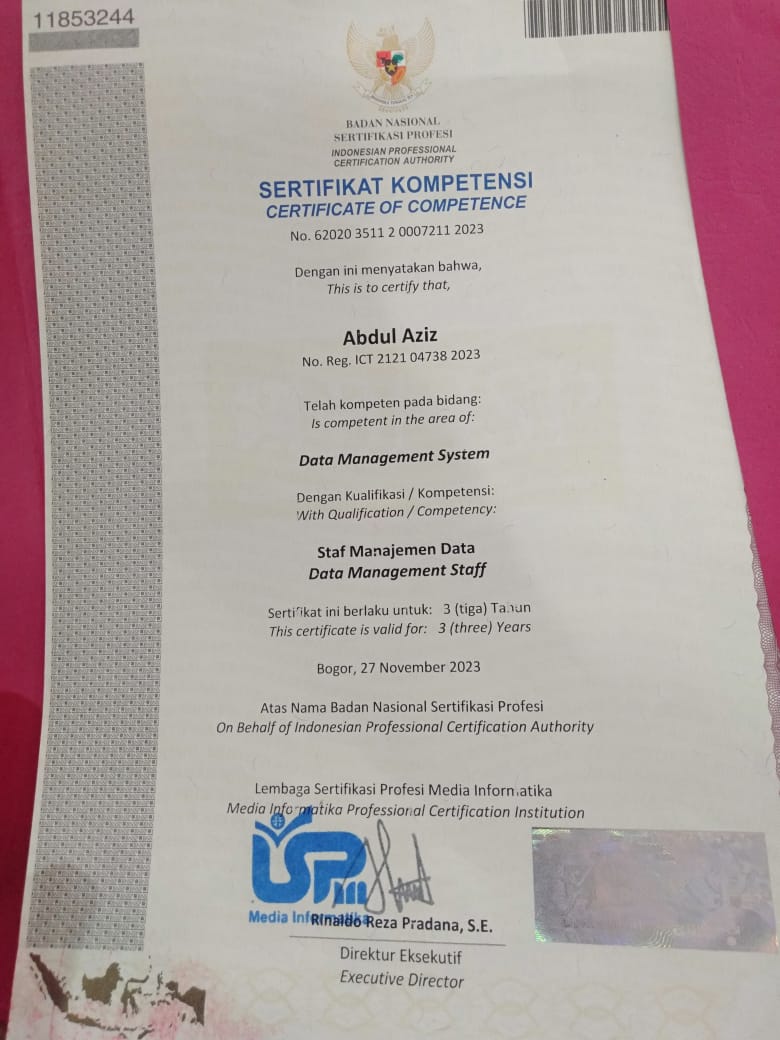 11853244
BADAN NASIONAL
SERTIFIKASI PROFESI
INDONESIAN PROFESSIONAL
CERTIFICATION AUTHORITY
SERTIFIKAT KOMPETENSI
CERTIFICATE OF COMPETENCE
No. 62020 3511 2 0007211 2023
Dengan ini menyatakan bahwa,
This is to certify that,
Abdul Aziz
No. Reg. ICT 2121 04738 2023
Telah kompeten pada bidang:
Is competent in the area of:
Data Management System
Dengan Kualifikasi / Kompetensi:
With Qualification / Competency:
Staf Manajemen Data
Data Management Staff
Sertifikat ini berlaku untuk: 3 (tiga) Tahun
This certificate is valid for: 3 (three) Years
Bogor, 27 November 2023
Atas Nama Badan Nasional Sertifikasi Profesi
On Behalf of Indonesian Professional Certification Authority
Lembaga Sertifikasi Profesi Media Informatika
Media Informatika Professional Certification Institution
LSP mi
Media Informatika
Rinaldo Reza Pradana, S.E.
Direktur Eksekutif
Executive Director